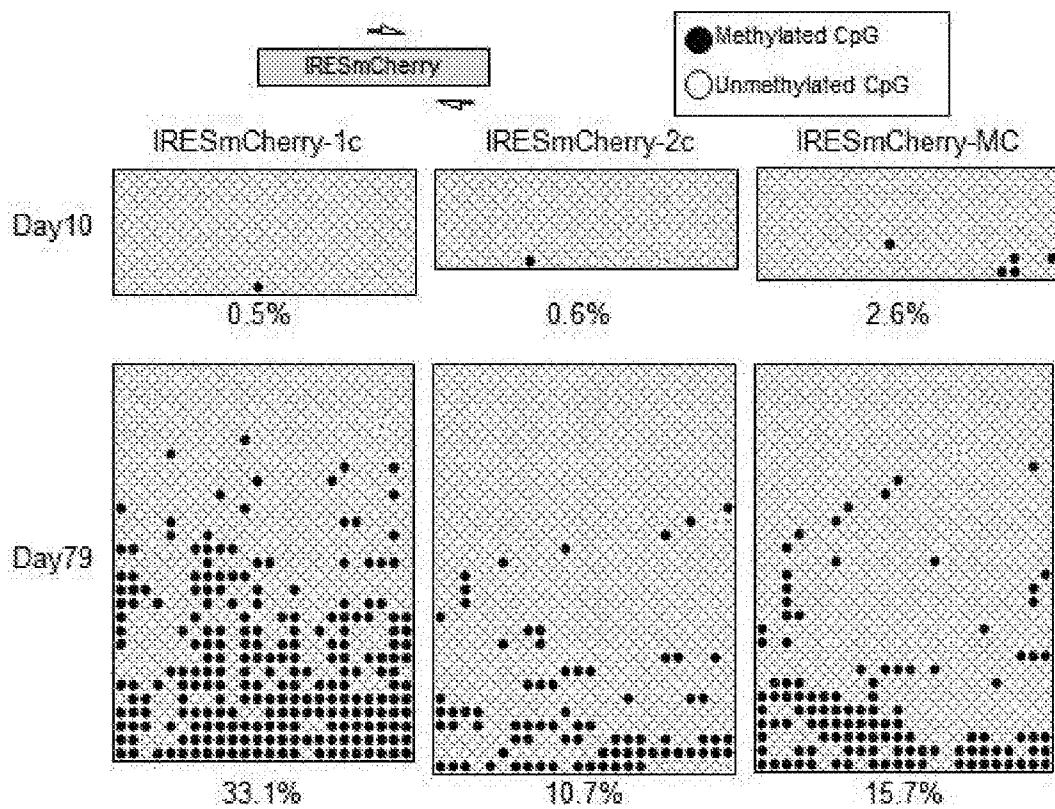 IRESmCherry
Methylated CpG
Unmethylated CpG
IRESmCherry-1c IRESmCherry-2c IRESmCherry-MC
Day10
0.5% 0.6% 2.6%
Day79
33.1% 10.7% 15.7%